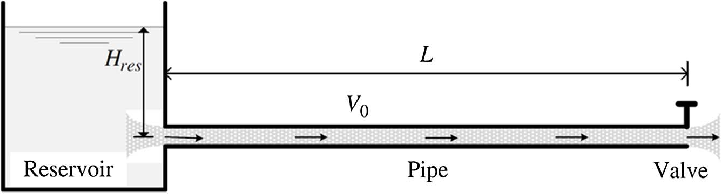 H_res
L
V_0
Reservoir
Pipe
Valve